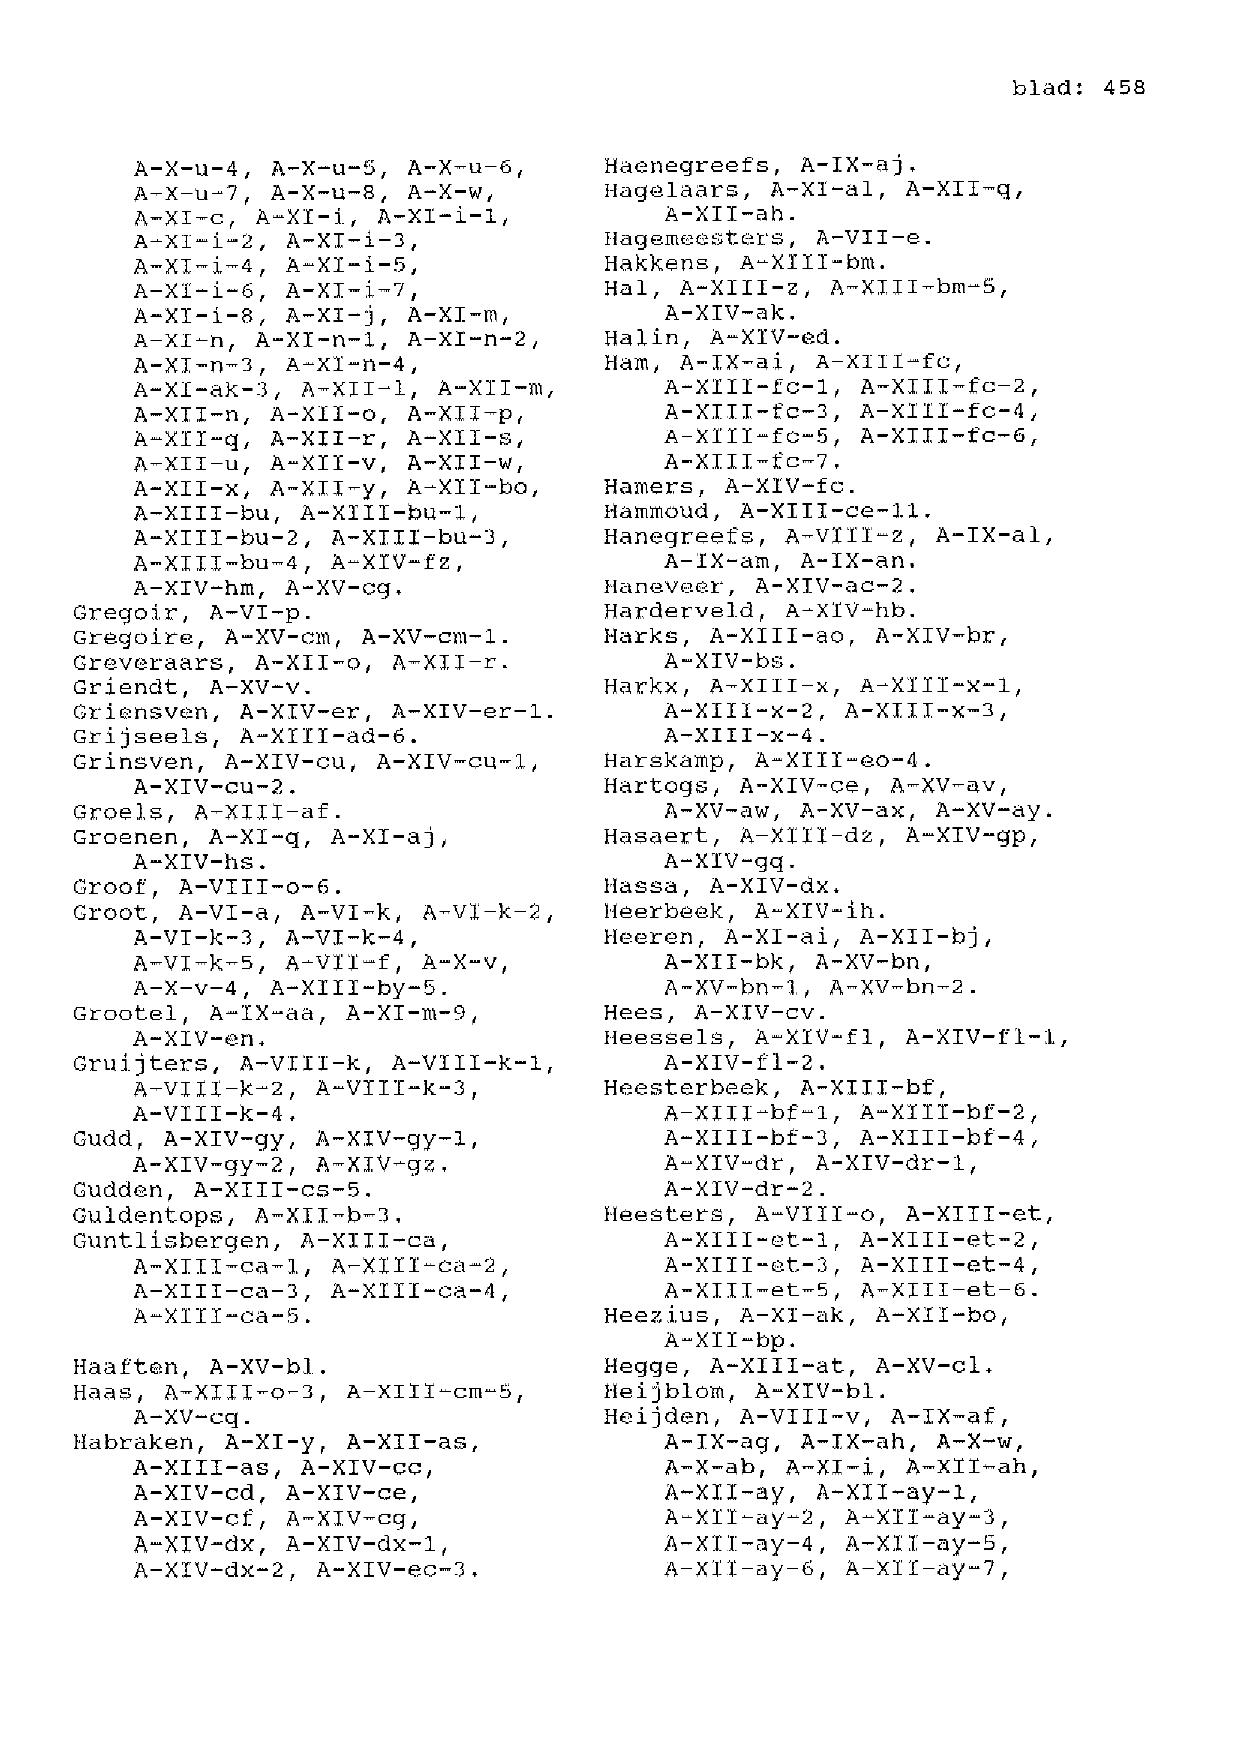 blad: 458
A-X-u-4, A-X-u-5, A-X-u-6,
A-X-u-7, A-X-u-8, A-X-w,
A-XI-c, A-XI-i, A-XI-i-1,
A-XI-i-2, A-XI-i-3,
A-XI-i-4, A-XI-i-5,
A-XI-i-6, A-XI-i-7,
A-XI-i-8, A-XI-j, A-XI-m,
A-XI-n, A-XI-n-1, A-XI-n-2,
A-XI-n-3, A-XI-n-4,
A-XI-ak-3, A-XII-l, A-XII-m,
A-XII-n, A-XII-o, A-XII-p,
A-XII-q, A-XII-r, A-XII-s,
A-XII-u, A-XII-v, A-XII-w,
A-XII-x, A-XII-y, A-XII-bo,
A-XIII-bu, A-XIII-bu-1,
A-XIII-bu-2, A-XIII-bu-3,
A-XIII-bu-4, A-XIV-fz,
A-XIV-hm, A-XV-cg.
Gregoir, A-VI-p.
Gregoire, A-XV-cm, A-XV-cm-1.
Greveraars, A-XII-o, A-XII-r.
Griendt, A-XV-v.
Griensven, A-XIV-er, A-XIV-er-1.
Grijseels, A-XIII-ad-6.
Grinsven, A-XIV-cu, A-XIV-cu-1,
A-XIV-cu-2.
Groels, A-XIII-af.
Groenen, A-XI-q, A-XI-aj,
A-XIV-hs.
Groof, A-VIII-o-6.
Groot, A-VI-a, A-VI-k, A-VI-k-2,
A-VI-k-3, A-VI-k-4,
A-VI-k-5, A-VII-f, A-X-v,
A-X-v-4, A-XIII-by-5.
Grootel, A-IX-aa, A-XI-m-9,
A-XIV-en.
Gruijters, A-VIII-k, A-VIII-k-1,
A-VIII-k-2, A-VIII-k-3,
A-VIII-k-4.
Gudd, A-XIV-gy, A-XIV-gy-1,
A-XIV-gy-2, A-XIV-gz.
Gudden, A-XIII-cs-5.
Guldentops, A-XII-b-3.
Guntlisbergen, A-XIII-ca,
A-XIII-ca-1, A-XIII-ca-2,
A-XIII-ca-3, A-XIII-ca-4,
A-XIII-ca-5.
Haaften, A-XV-bl.
Haas, A-XIII-o-3, A-XIII-cm-5,
A-XV-cq.
Habraken, A-XI-y, A-XII-as,
A-XIII-as, A-XIV-cc,
A-XIV-cd, A-XIV-ce,
A-XIV-cf, A-XIV-cg,
A-XIV-dx, A-XIV-dx-1,
A-XIV-dx-2, A-XIV-ec-3.
Haenegreefs, A-IX-aj.
Hagelaars, A-XI-al, A-XII-q,
A-XII-ah.
Hagemeesters, A-VII-e.
Hakkens, A-XIII-bm.
Hal, A-XIII-z, A-XIII-bm-5,
A-XIV-ak.
Halin, A-XIV-ed.
Ham, A-IX-ai, A-XIII-fc,
A-XIII-fc-1, A-XIII-fc-2,
A-XIII-fc-3, A-XIII-fc-4,
A-XIII-fc-5, A-XIII-fc-6,
A-XIII-fc-7.
Hamers, A-XIV-fc.
Hammoud, A-XIII-ce-11.
Hanegreefs, A-VIII-z, A-IX-al,
A-IX-am, A-IX-an.
Haneveer, A-XIV-ac-2.
Harderveld, A-XIV-hb.
Harks, A-XIII-ao, A-XIV-br,
A-XIV-bs.
Harkx, A-XIII-x, A-XIII-x-1,
A-XIII-x-2, A-XIII-x-3,
A-XIII-x-4.
Harskamp, A-XIII-eo-4.
Hartogs, A-XIV-ce, A-XV-av,
A-XV-aw, A-XV-ax, A-XV-ay.
Hasaert, A-XIII-dz, A-XIV-gp,
A-XIV-gq.
Hassa, A-XIV-dx.
Heerbeek, A-XIV-ih.
Heeren, A-XI-ai, A-XII-bj,
A-XII-bk, A-XV-bn,
A-XV-bn-1, A-XV-bn-2.
Hees, A-XIV-cv.
Heessels, A-XIV-fl, A-XIV-fl-1,
A-XIV-fl-2.
Heesterbeek, A-XIII-bf,
A-XIII-bf-1, A-XIII-bf-2,
A-XIII-bf-3, A-XIII-bf-4,
A-XIV-dr, A-XIV-dr-1,
A-XIV-dr-2.
Heesters, A-VIII-o, A-XIII-et,
A-XIII-et-1, A-XIII-et-2,
A-XIII-et-3, A-XIII-et-4,
A-XIII-et-5, A-XIII-et-6.
Heezius, A-XI-ak, A-XII-bo,
A-XII-bp.
Hegge, A-XIII-at, A-XV-cl.
Heijblom, A-XIV-bl.
Heijden, A-VIII-v, A-IX-af,
A-IX-ag, A-IX-ah, A-X-w,
A-X-ab, A-XI-i, A-XII-ah,
A-XII-ay, A-XII-ay-1,
A-XII-ay-2, A-XII-ay-3,
A-XII-ay-4, A-XII-ay-5,
A-XII-ay-6, A-XII-ay-7,